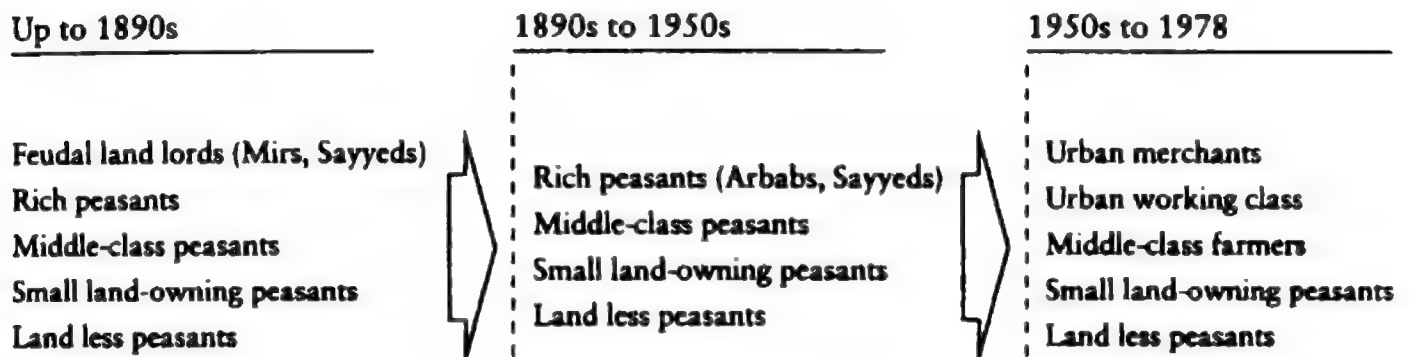 Up to 1890s
Feudal land lords (Mirs, Sayyeds)
Rich peasants
Middle-class peasants
Small land-owning peasants
Land less peasants
1890s to 1950s
Rich peasants (Arbabs, Sayyeds)
Middle-class peasants
Small land-owning peasants
Land less peasants
1950s to 1978
Urban merchants
Urban working class
Middle-class farmers
Small land-owning peasants
Land less peasants